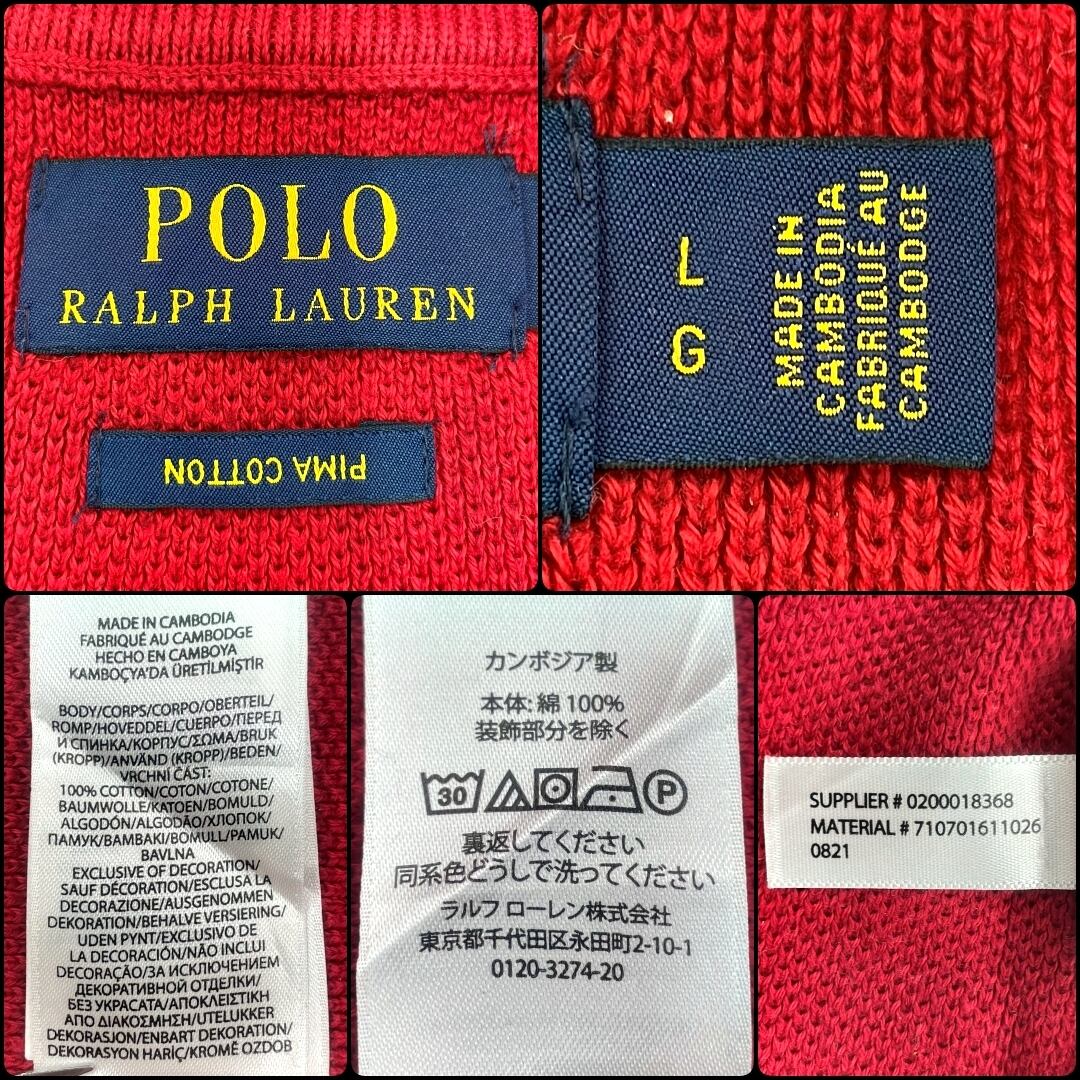 POLO
RALPH LAUREN
PIMA COTTON
L
G
MADE IN
CAMBODIA
FABRIQUÉ AU
CAMBODGE
MADE IN CAMBODIA
FABRIQUÉ AU CAMBODGE
HECHO EN CAMBOYA
KAMBOÇYA'DA ÜRETİLMİŞTİR
BODY/CORPS/CORPO/OBERTEIL/
ROMP/HOVEDDEL/CUERPO/ПЕРЕД
И СПИНКА/КОРПУС/ΣΩΜΑ/BRUK
(KROPP)/ANVÄND (KROPP)/BEDEN/
VRCHNÍ ČÁST:
100% COTTON/COTON/COTONE/
BAUMWOLLE/KATOEN/BOMULD/
ALGODÓN/ALGODÃO/ХЛОПОК/
ΠΑΜΥΚ/BAMBAKI/BOMULL/PAMUK/
BAVLNA
EXCLUSIVE OF DECORATION/
SAUF DÉCORATION/ESCLUSA LA
DECORAZIONE/AUSGENOMMEN
DEKORATION/BEHALVE VERSIERING/
UDEN PYNT/EXCLUSIVO DE
LA DECORACIÓN/NÃO INCLUI
DECORAÇÃO/ЗА ИСКЛЮЧЕНИЕМ
ДЕКОРАТИВНОЙ ОТДЕЛКИ/
БЕЗ УКРАСАТА/ΑΠΟΚΛΕΙΣΤΙΚΗ
ΑΠΟ ΔΙΑΚΟΣΜΗΣΗ/UTELUKKER
DEKORASJON/ENBART DEKORATION/
DEKORASYON HARİÇ/KROMĚ OZDOB
カンボジア製
本体: 綿 100%
装飾部分を除く
30 P
裏返してください
同系色どうしで洗ってください
ラルフ ローレン株式会社
東京都千代田区永田町2-10-1
0120-3274-20
SUPPLIER # 0200018368
MATERIAL # 710701611026
0821